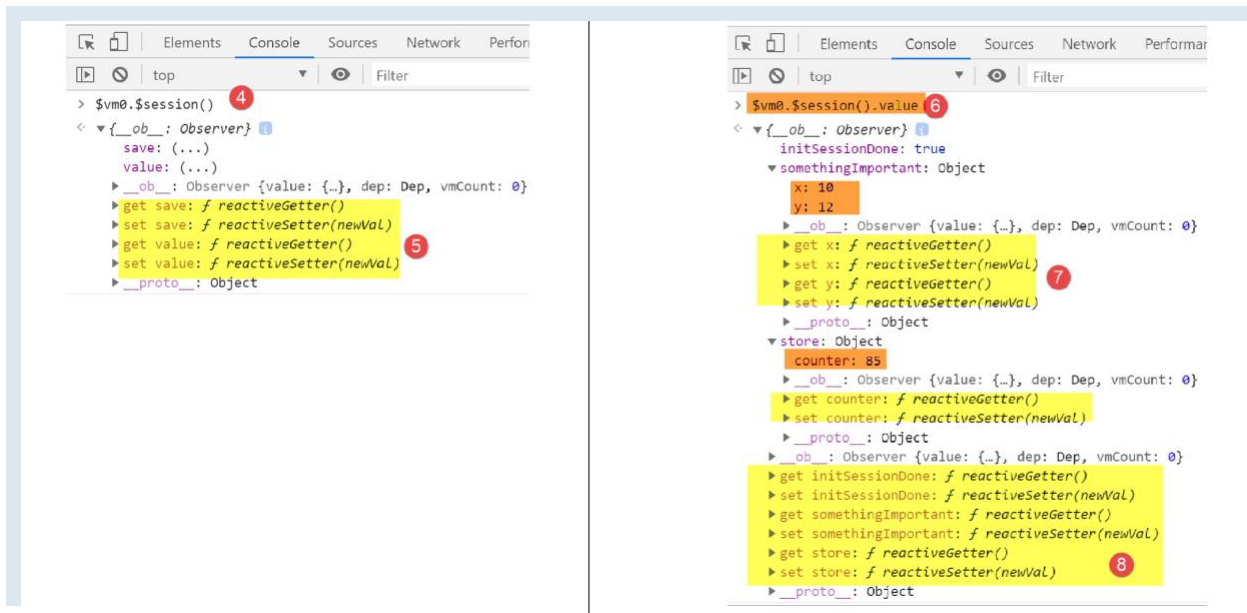 Elements Console Sources Network Perforr
top Filter
> $vm0.$session() 4
{__ob__: Observer}
save: (...)
value: (...)
__ob__: Observer {value: {…}, dep: Dep, vmCount: 0}
get save: ƒ reactiveGetter()
set save: ƒ reactiveSetter(newVal)
get value: ƒ reactiveGetter()
5
set value: ƒ reactiveSetter(newVal)
__proto__: Object
Elements Console Sources Network Performar
top Filter
> $vm0.$session().value 6
{__ob__: Observer}
initSessionDone: true
somethingImportant: Object
x: 10
y: 12
__ob__: Observer {value: {…}, dep: Dep, vmCount: 0}
get x: ƒ reactiveGetter()
set x: ƒ reactiveSetter(newVal)
7
get y: ƒ reactiveGetter()
set y: ƒ reactiveSetter(newVal)
__proto__: Object
store: Object
counter: 85
__ob__: Observer {value: {…}, dep: Dep, vmCount: 0}
get counter: ƒ reactiveGetter()
set counter: ƒ reactiveSetter(newVal)
__proto__: Object
__ob__: Observer {value: {…}, dep: Dep, vmCount: 0}
get initSessionDone: ƒ reactiveGetter()
set initSessionDone: ƒ reactiveSetter(newVal)
get somethingImportant: ƒ reactiveGetter()
set somethingImportant: ƒ reactiveSetter(newVal)
get store: ƒ reactiveGetter()
set store: ƒ reactiveSetter(newVal) 8
__proto__: Object